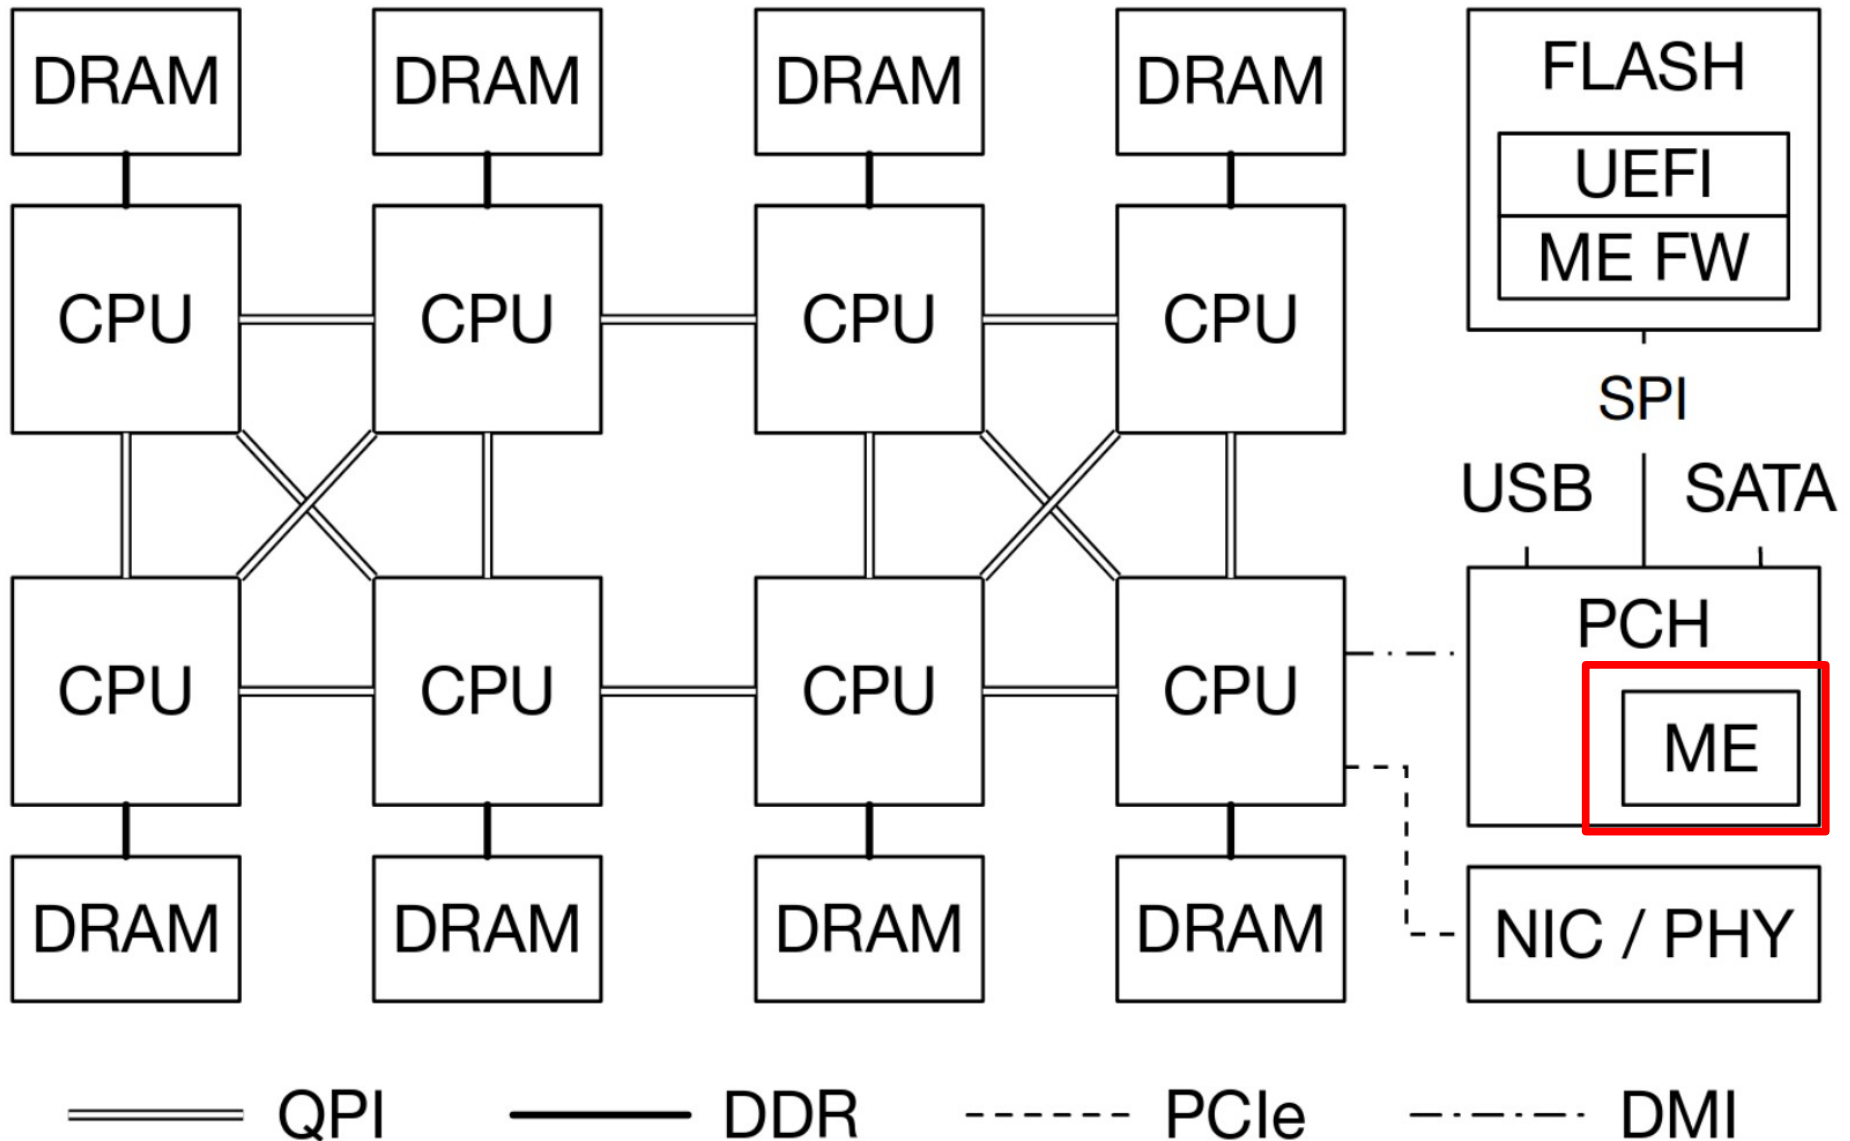 DRAM DRAM DRAM DRAM
FLASH
UEFI
ME FW
CPU CPU CPU CPU
SPI
USB SATA
PCH
CPU CPU CPU CPU
ME
DRAM DRAM DRAM DRAM
NIC / PHY
QPI DDR PCIe DMI